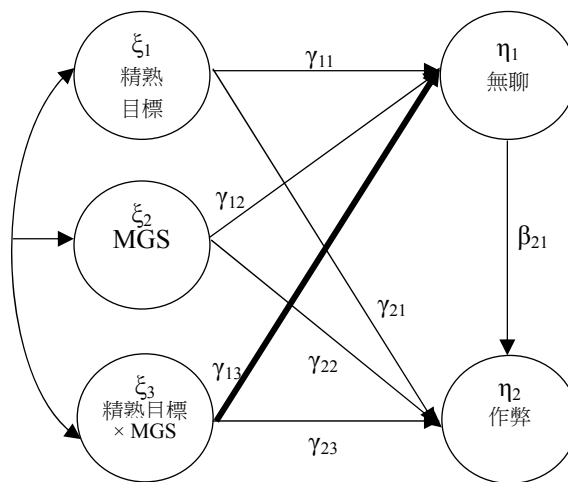 ξ1
精熟
目標
γ11
η1
無聊
ξ2
MGS
γ12
β21
γ21
γ13
γ22
ξ3
精熟目標
× MGS
γ23
η2
作弊